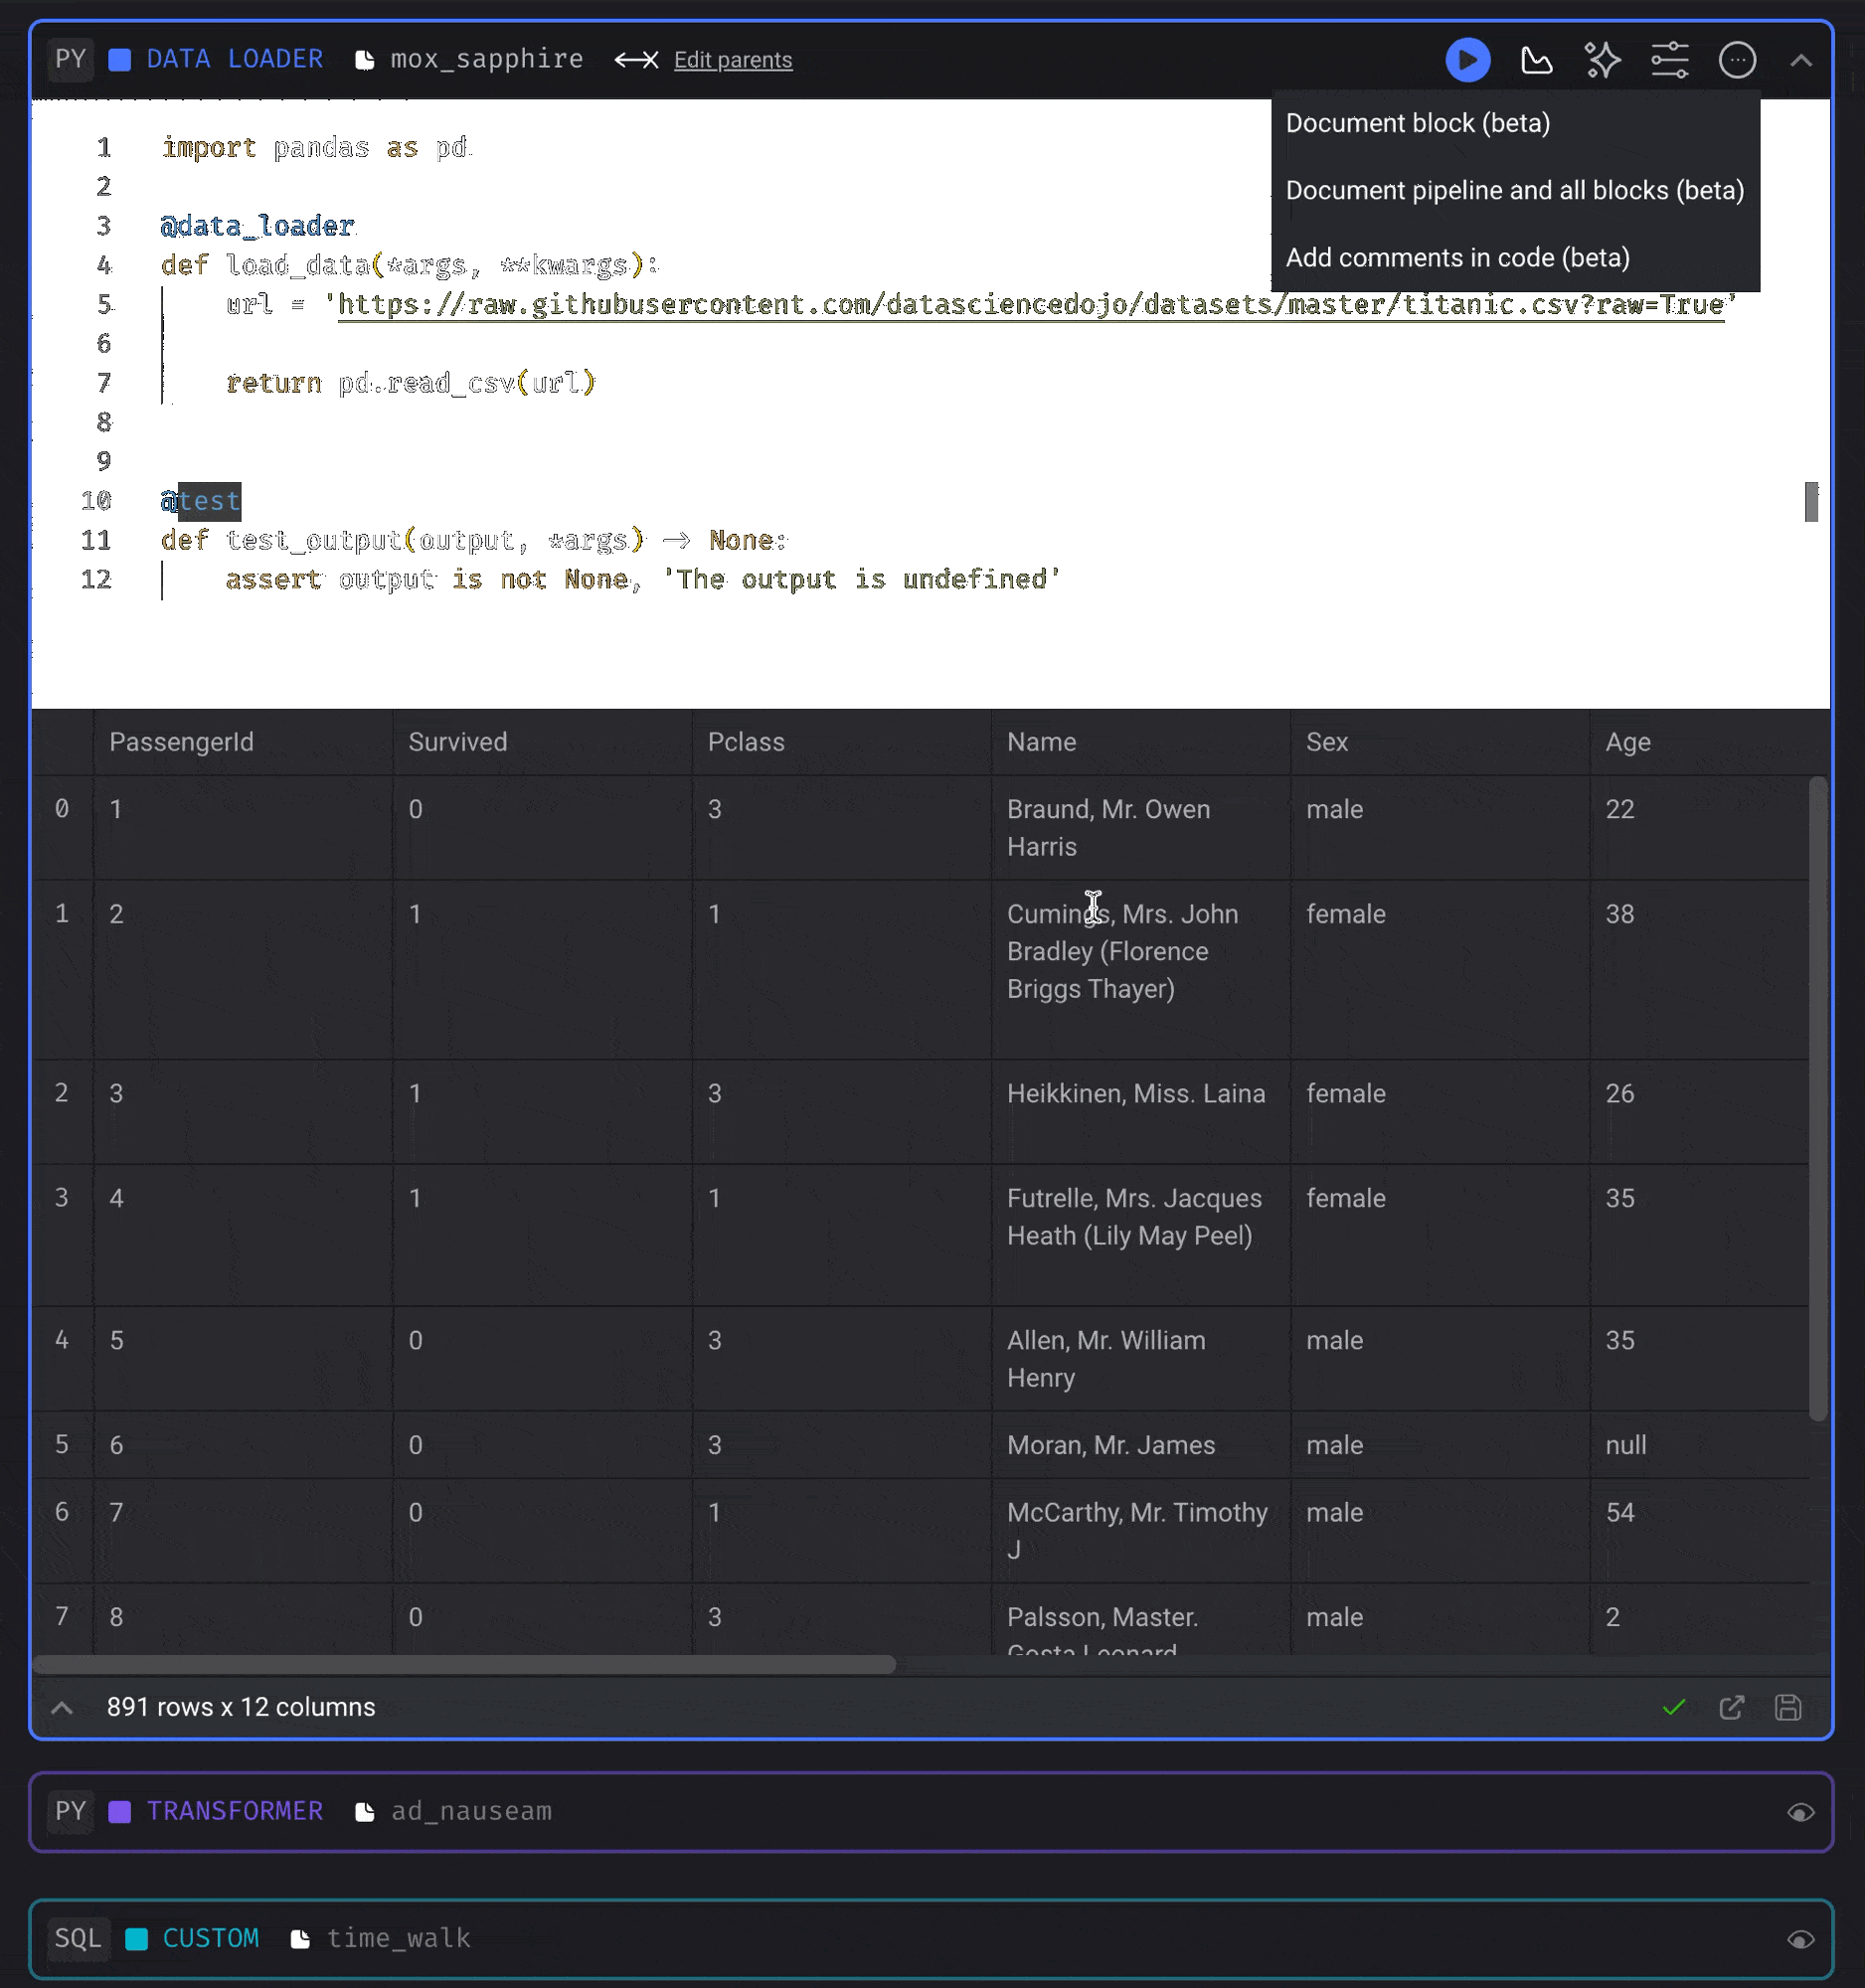 PY DATA LOADER mox_sapphire Edit parents
Document block (beta)
Document pipeline and all blocks (beta)
Add comments in code (beta)
1 import pandas as pd
2
3 @data_loader
4 def load_data(*args, **kwargs):
5 url = 'https://raw.githubusercontent.com/datasciencedojo/datasets/master/titanic.csv?raw=True'
6
7 return pd.read_csv(url)
8
9
10 @test
11 def test_output(output, *args) -> None:
12 assert output is not None, 'The output is undefined'
PassengerId Survived Pclass Name Sex Age
0 1 0 3 Braund, Mr. Owen male 22
Harris
1 2 1 1 Cumings, Mrs. John female 38
Bradley (Florence
Briggs Thayer)
2 3 1 3 Heikkinen, Miss. Laina female 26
3 4 1 1 Futrelle, Mrs. Jacques female 35
Heath (Lily May Peel)
4 5 0 3 Allen, Mr. William male 35
Henry
5 6 0 3 Moran, Mr. James male null
6 7 0 1 McCarthy, Mr. Timothy male 54
J
7 8 0 3 Palsson, Master. male 2
Gosta Leonard
891 rows x 12 columns
PY TRANSFORMER ad_nauseam
SQL CUSTOM time_walk